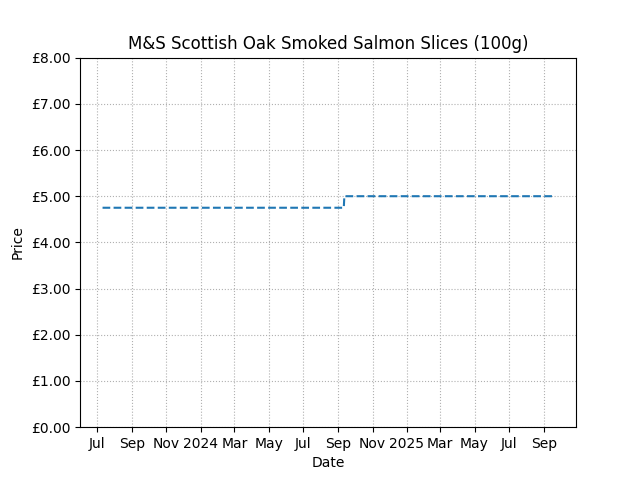 M&S Scottish Oak Smoked Salmon Slices (100g)
£8.00
£7.00
£6.00
£5.00
£4.00
£3.00
£2.00
£1.00
£0.00
Price
Jul Sep Nov 2024 Mar May Jul Sep Nov 2025 Mar May Jul Sep
Date